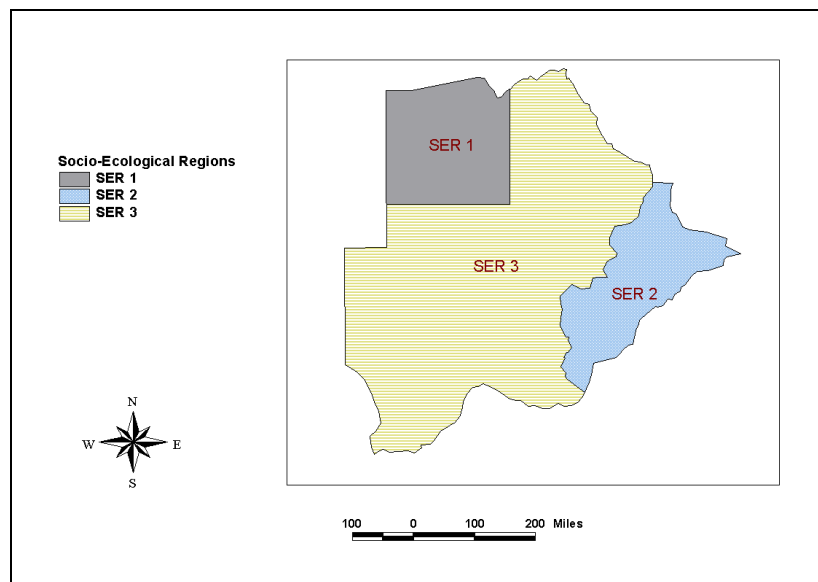 SER 1
Socio-Ecological Regions
SER 1
SER 2
SER 3
SER 3
SER 2
N
W E
S
100 0 100 200 Miles